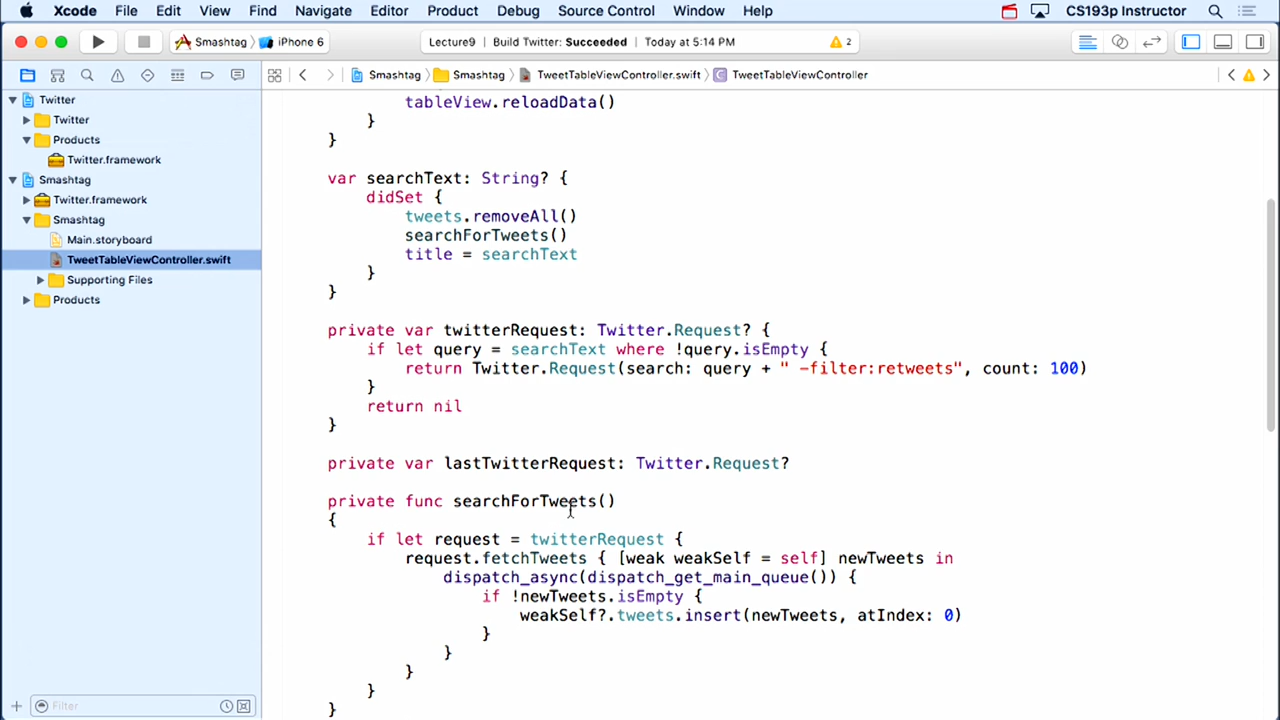 Xcode File Edit View Find Navigate Editor Product Debug Source Control Window Help CS193p Instructor
Smashtag iPhone 6 Lecture9 | Build Twitter: Succeeded | Today at 5:14 PM 2
Smashtag Smashtag TweetTableViewController.swift TweetTableViewController
Twitter
Twitter
Products
Twitter.framework
Smashtag
Twitter.framework
Smashtag
Main.storyboard
TweetTableViewController.swift
Supporting Files
Products
Filter
tableView.reloadData()
}
}
var searchText: String? {
didSet {
tweets.removeAll()
searchForTweets()
title = searchText
}
}
private var twitterRequest: Twitter.Request? {
if let query = searchText where !query.isEmpty {
return Twitter.Request(search: query + " -filter:retweets", count: 100)
}
return nil
}
private var lastTwitterRequest: Twitter.Request?
private func searchForTweets()
{
if let request = twitterRequest {
request.fetchTweets { [weak weakSelf = self] newTweets in
dispatch_async(dispatch_get_main_queue()) {
if !newTweets.isEmpty {
weakSelf?.tweets.insert(newTweets, atIndex: 0)
}
}
}
}
}